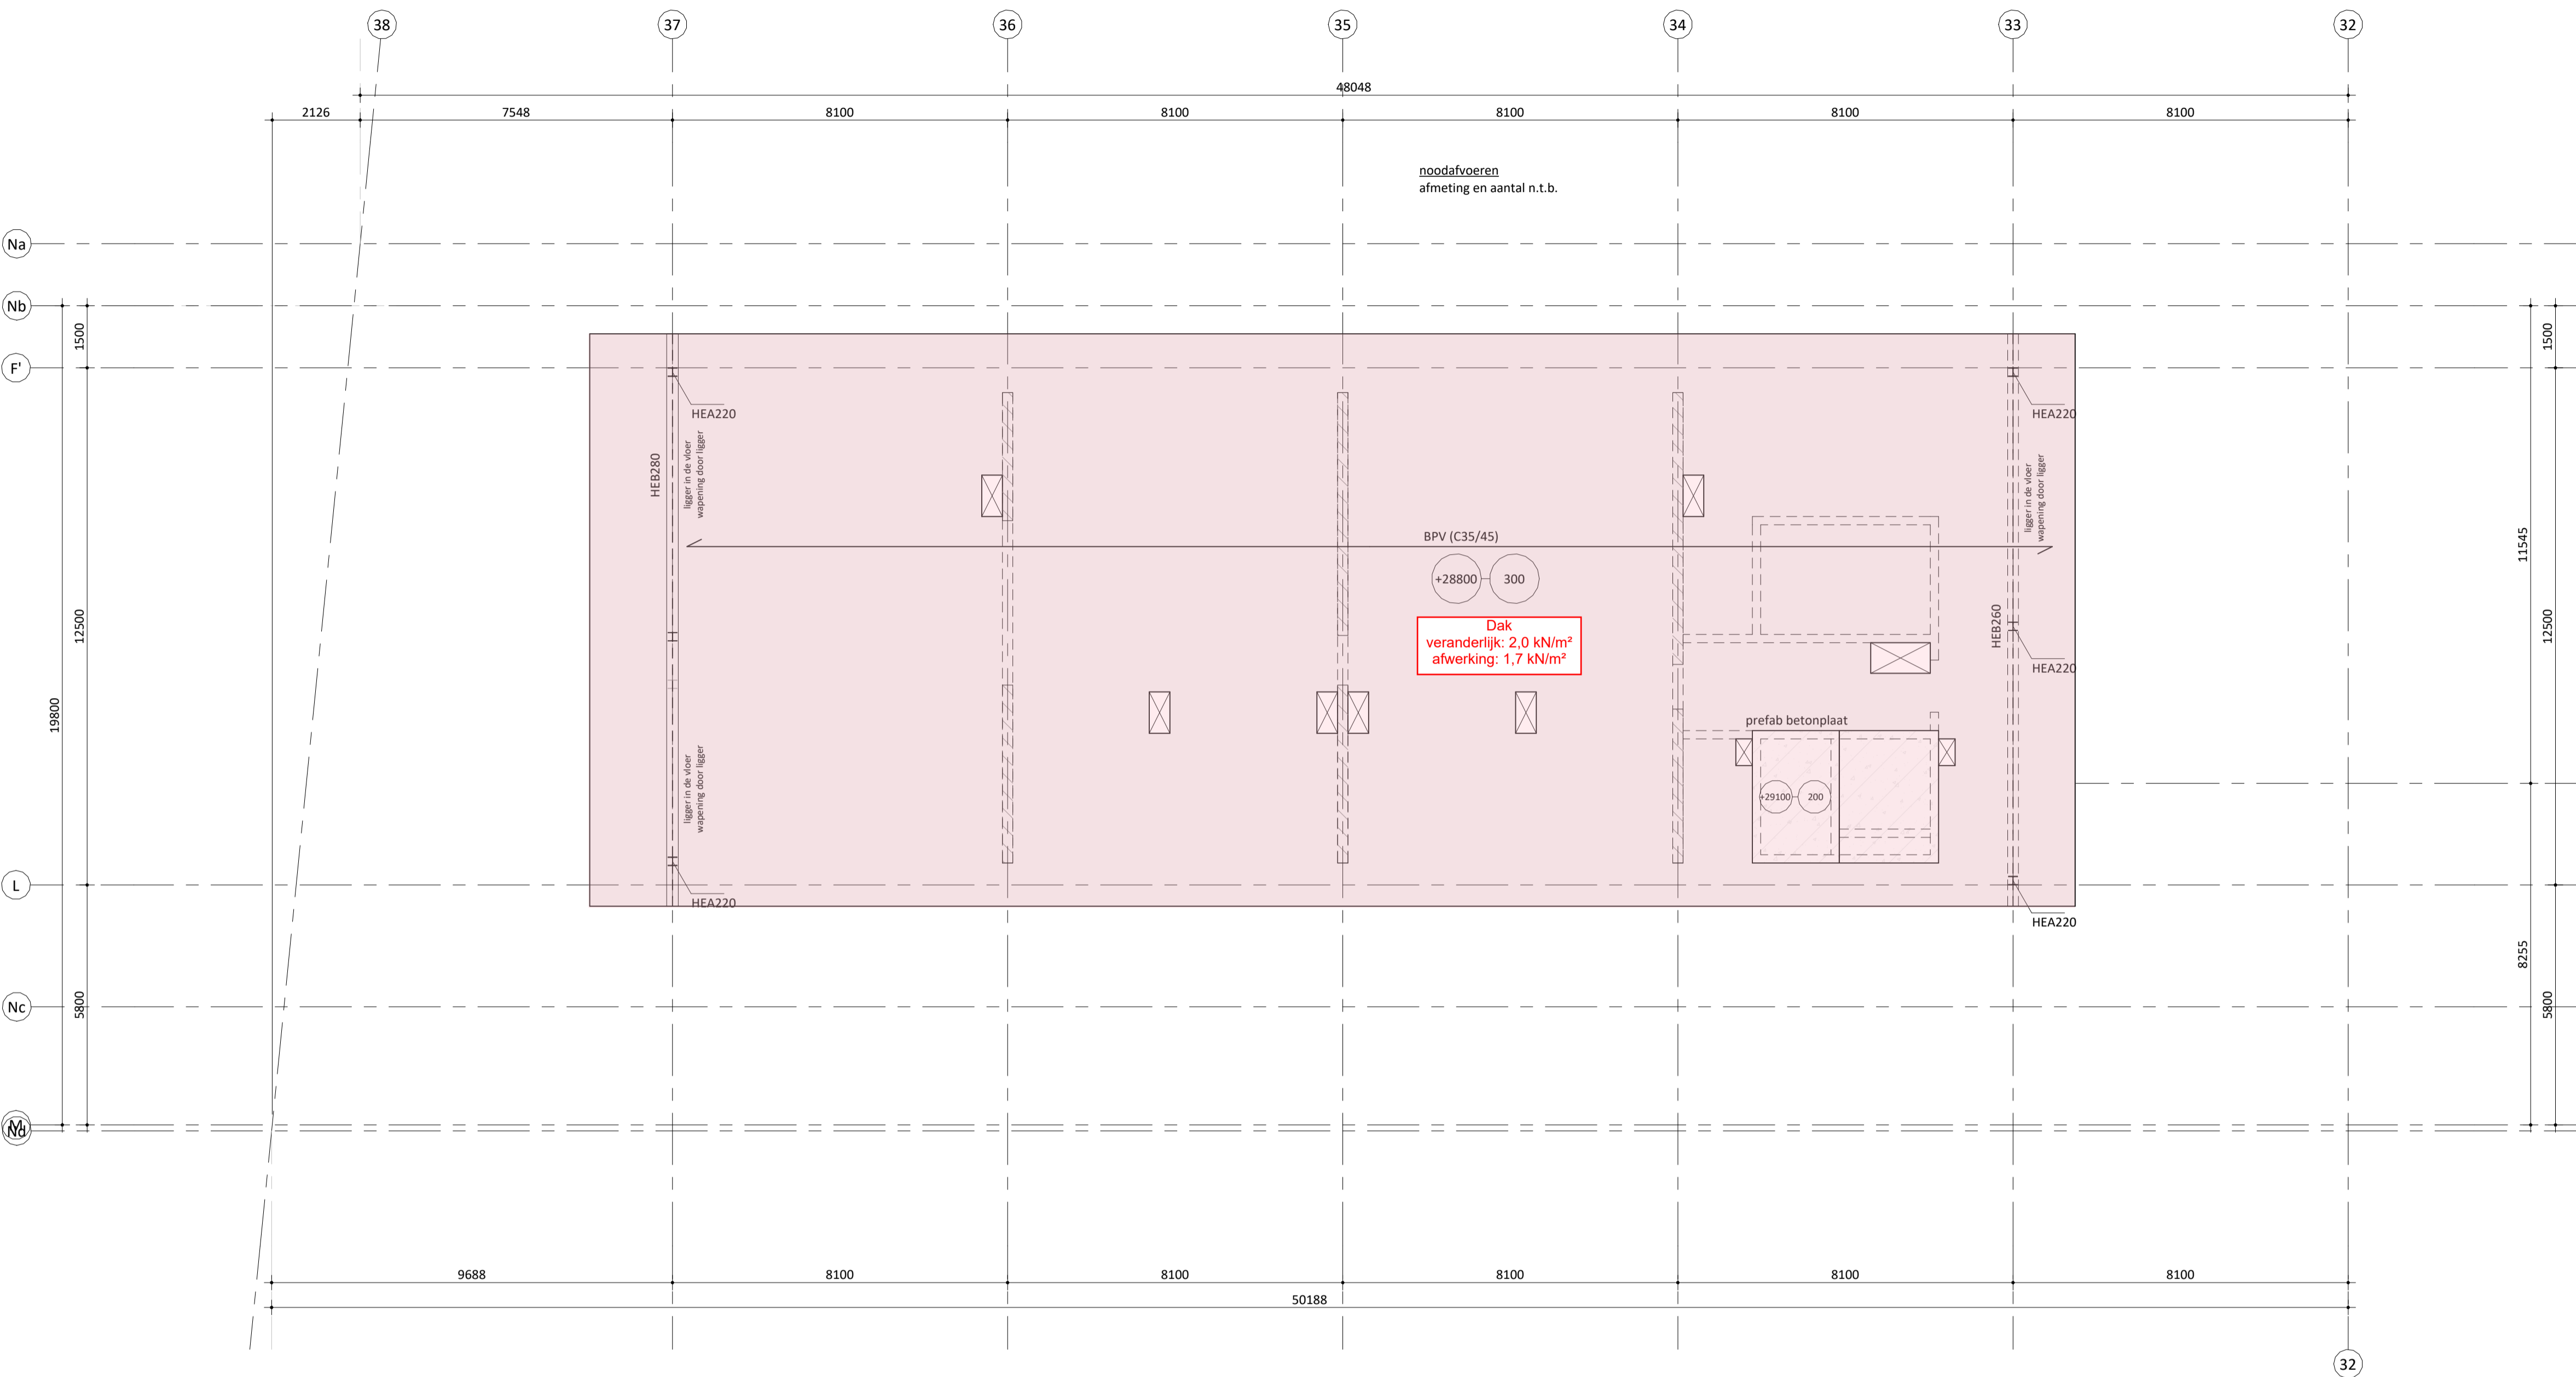 38
37
36
35
34
33
32
48048
2126
7548
8100
8100
8100
8100
8100
noodafvoeren
afmeting en aantal n.t.b.
Na
Nb
F'
L
Nc
M
Nd
1500
12500
19800
5800
1500
11545
12500
8255
5800
HEA220
HEA220
HEB280
ligger in de vloer
wapening door ligger
ligger in de vloer
wapening door ligger
BPV (C35/45)
+28800
300
Dak
veranderlijk: 2,0 kN/m²
afwerking: 1,7 kN/m²
HEB260
HEA220
prefab betonplaat
+29100
200
ligger in de vloer
wapening door ligger
HEA220
HEA220
9688
8100
8100
8100
8100
8100
50188
32